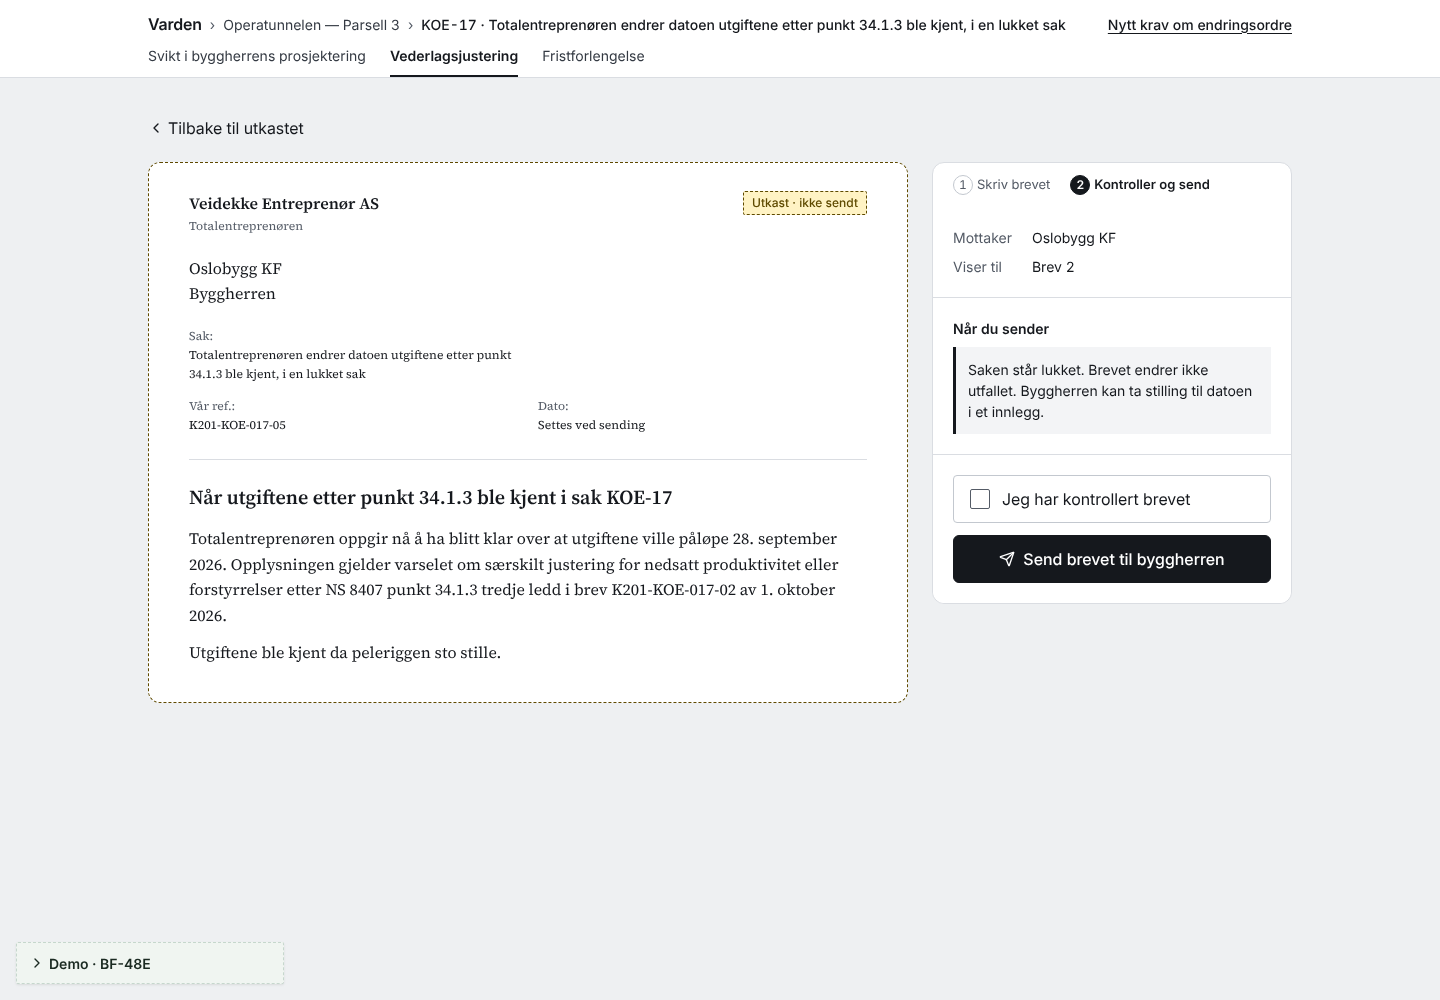 Varden › Operatunnelen — Parsell 3 › KOE-17 · Totalentreprenøren endrer datoen utgiftene etter punkt 34.1.3 ble kjent, i en lukket sak
Nytt krav om endringsordre
Svikt i byggherrens prosjektering
Vederlagsjustering
Fristforlengelse
Tilbake til utkastet
Veidekke Entreprenør AS
Utkast · ikke sendt
Totalentreprenøren
Oslobygg KF
Byggherren
Sak:
Totalentreprenøren endrer datoen utgiftene etter punkt
34.1.3 ble kjent, i en lukket sak
Vår ref.:
K201-KOE-017-05
Dato:
Settes ved sending
Når utgiftene etter punkt 34.1.3 ble kjent i sak KOE-17
Totalentreprenøren oppgir nå å ha blitt klar over at utgiftene ville påløpe 28. september
2026. Opplysningen gjelder varselet om særskilt justering for nedsatt produktivitet eller
forstyrrelser etter NS 8407 punkt 34.1.3 tredje ledd i brev K201-KOE-017-02 av 1. oktober
2026.
Utgiftene ble kjent da peleriggen sto stille.
1 Skriv brevet
2 Kontroller og send
Mottaker Oslobygg KF
Viser til Brev 2
Når du sender
Saken står lukket. Brevet endrer ikke
utfallet. Byggherren kan ta stilling til datoen
i et innlegg.
Jeg har kontrollert brevet
Send brevet til byggherren
Demo · BF-48E